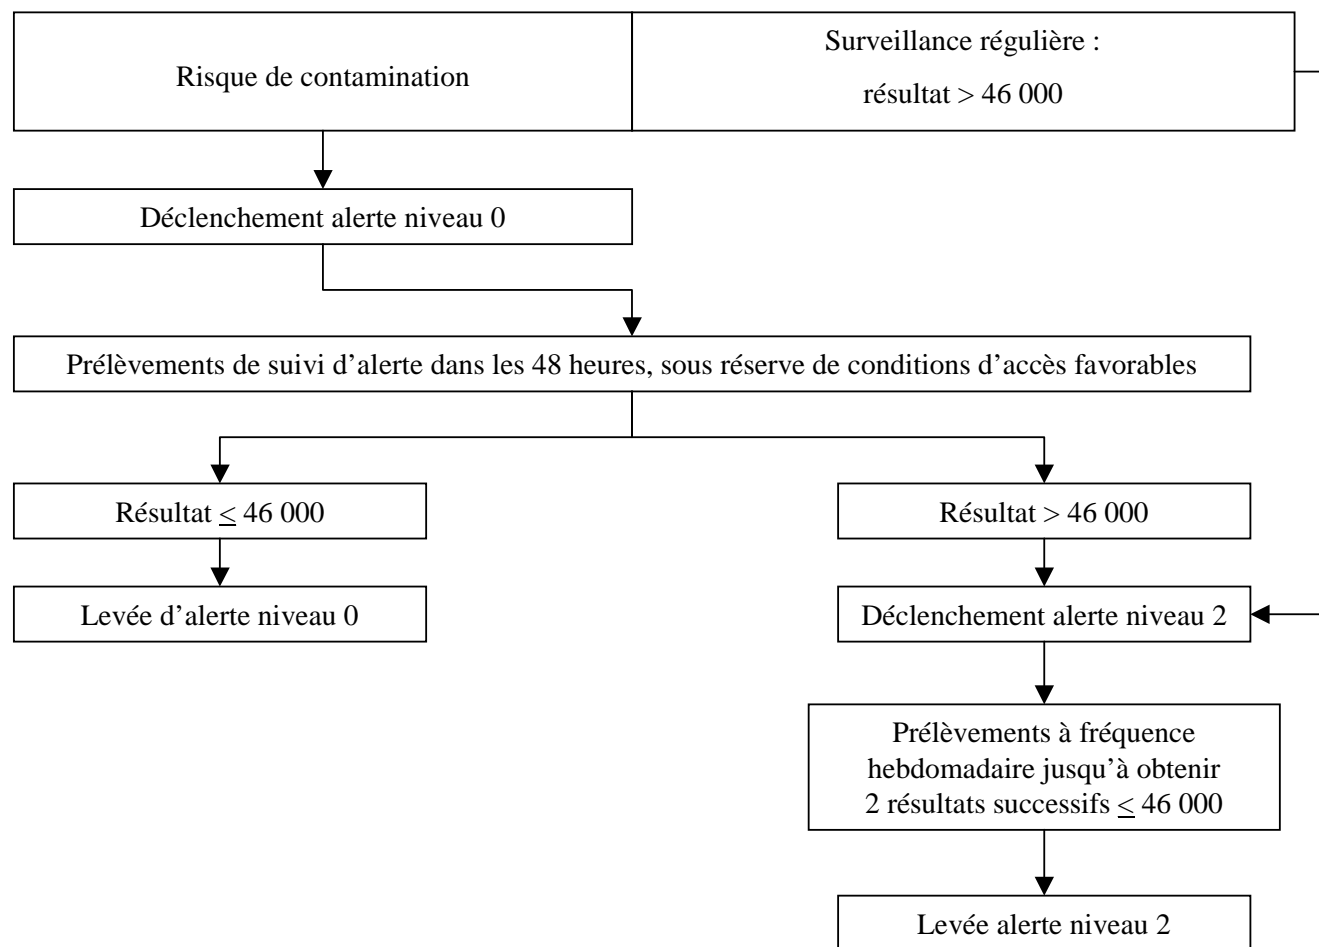 Risque de contamination
Surveillance régulière :
résultat > 46 000
Déclenchement alerte niveau 0
Prélèvements de suivi d’alerte dans les 48 heures, sous réserve de conditions d’accès favorables
Résultat ≤ 46 000
Résultat > 46 000
Levée d’alerte niveau 0
Déclenchement alerte niveau 2
Prélèvements à fréquence
hebdomadaire jusqu’à obtenir
2 résultats successifs ≤ 46 000
Levée alerte niveau 2